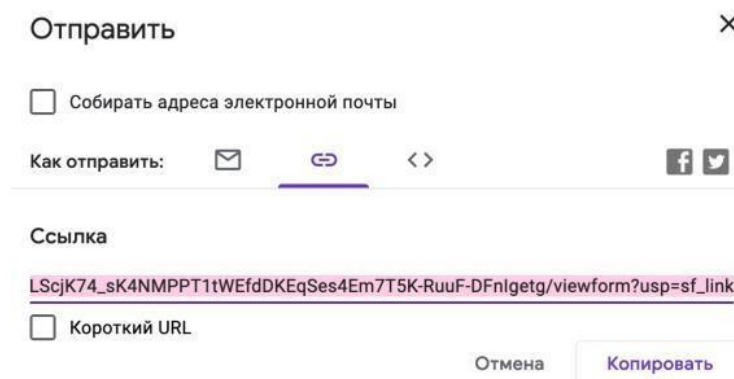 Отправить
Собирать адреса электронной почты
Как отправить:
Ссылка
LScjK74_sK4NMPPT1tWEfdDKEqSes4Em7T5K-RuuF-DFnIgetg/viewform?usp=sf_link
Короткий URL
Отмена Копировать